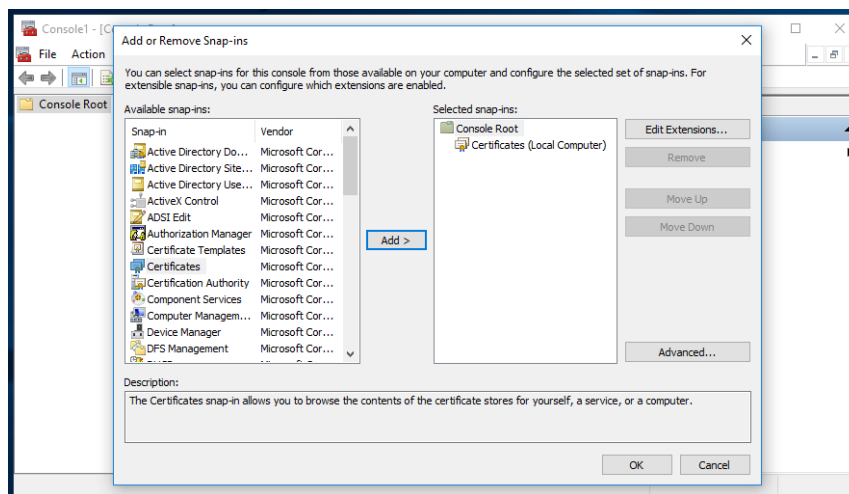 Console1 - [C
Add or Remove Snap-ins
File Action
You can select snap-ins for this console from those available on your computer and configure the selected set of snap-ins. For
extensible snap-ins, you can configure which extensions are enabled.
Console Root
Available snap-ins:
Selected snap-ins:
Snap-in Vendor
Active Directory Do... Microsoft Cor...
Active Directory Site... Microsoft Cor...
Active Directory Use... Microsoft Cor...
ActiveX Control Microsoft Cor...
ADSI Edit Microsoft Cor...
Authorization Manager Microsoft Cor...
Certificate Templates Microsoft Cor...
Certificates Microsoft Cor...
Certification Authority Microsoft Cor...
Component Services Microsoft Cor...
Computer Managem... Microsoft Cor...
Device Manager Microsoft Cor...
DFS Management Microsoft Cor...
Add >
Console Root
Certificates (Local Computer)
Edit Extensions...
Remove
Move Up
Move Down
Advanced...
Description:
The Certificates snap-in allows you to browse the contents of the certificate stores for yourself, a service, or a computer.
OK Cancel